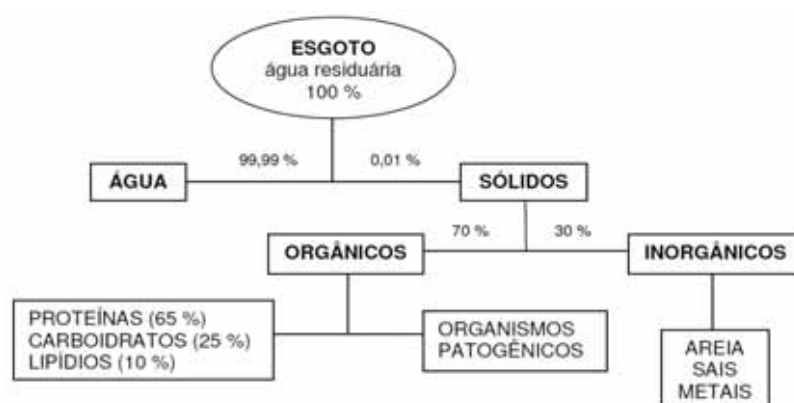 ESGOTO
água residuária
100 %
99,99 %
0,01 %
ÁGUA
SÓLIDOS
70 %
30 %
ORGÂNICOS
INORGÂNICOS
PROTEÍNAS (65 %)
CARBOIDRATOS (25 %)
LIPÍDIOS (10 %)
ORGANISMOS
PATOGÊNICOS
AREIA
SAIS
METAIS